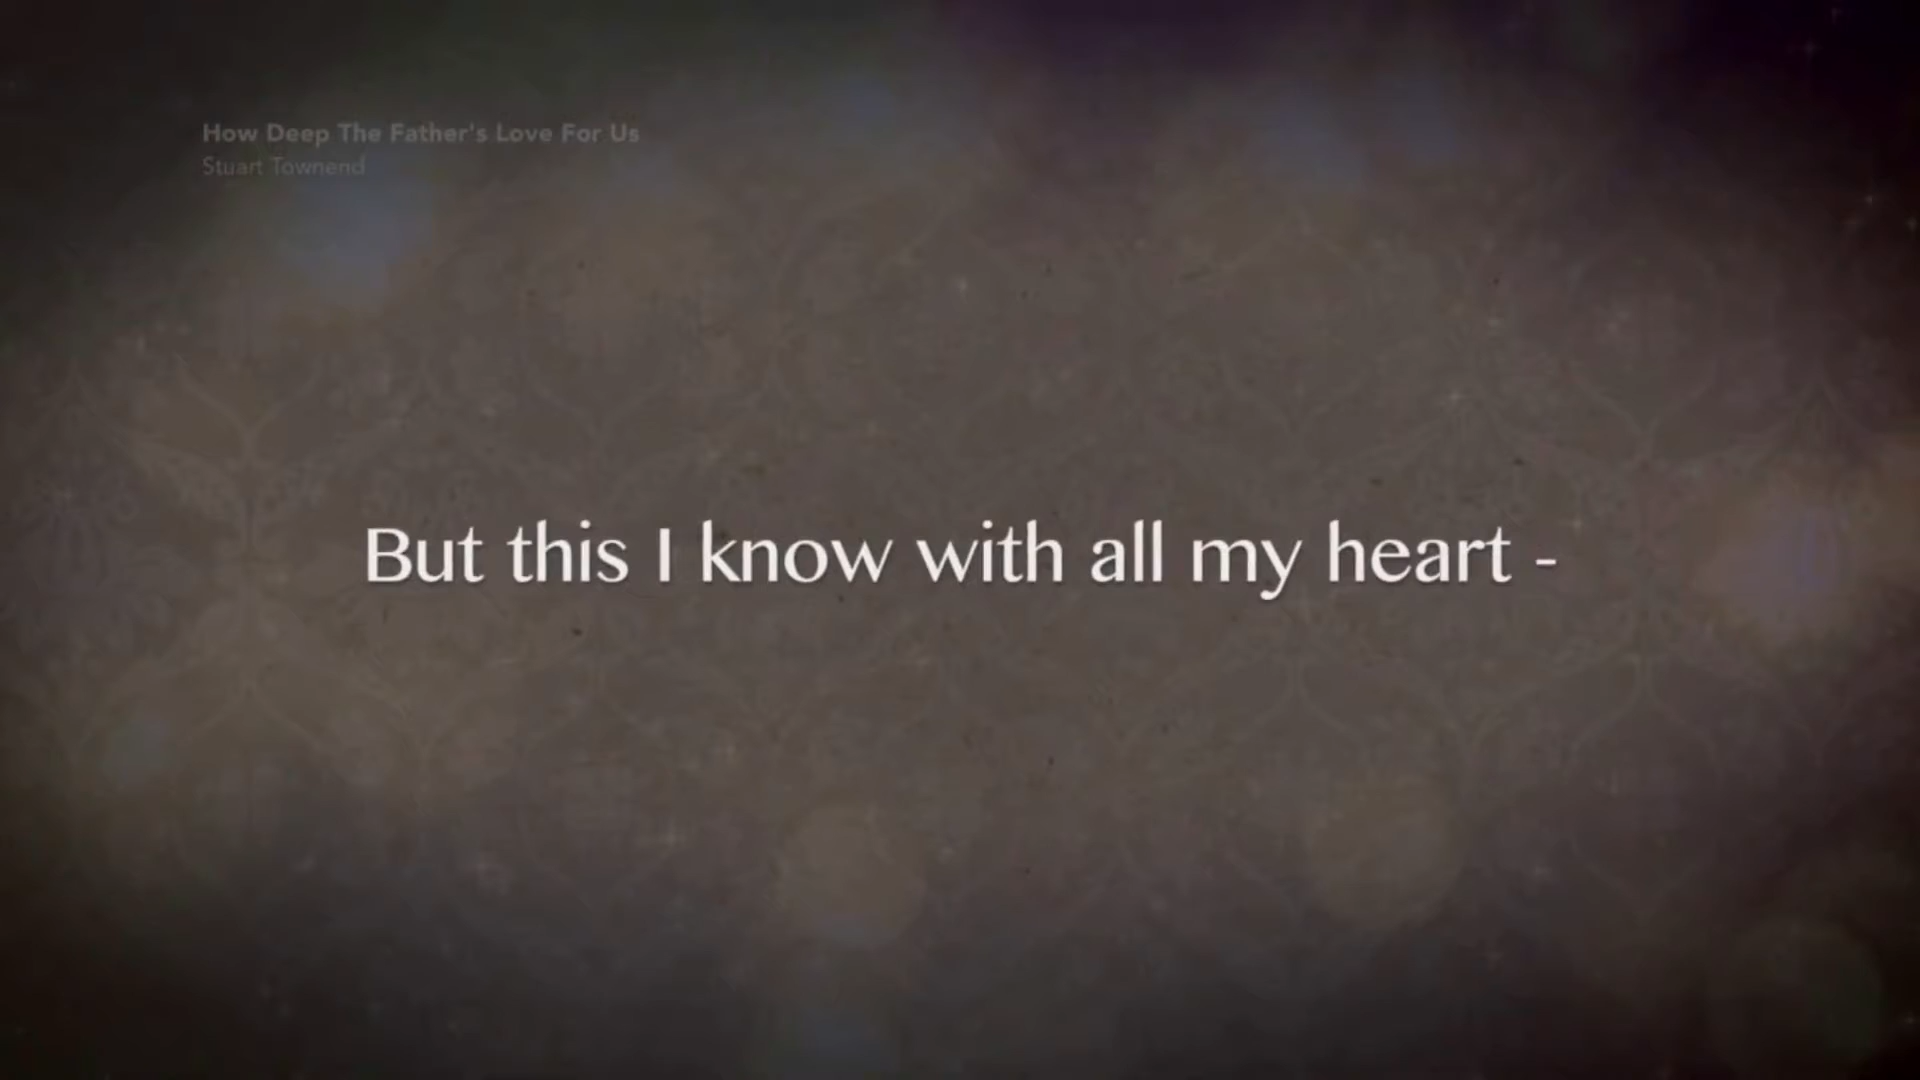 How Deep The Father's Love For Us
Stuart Townend
But this I know with all my heart -